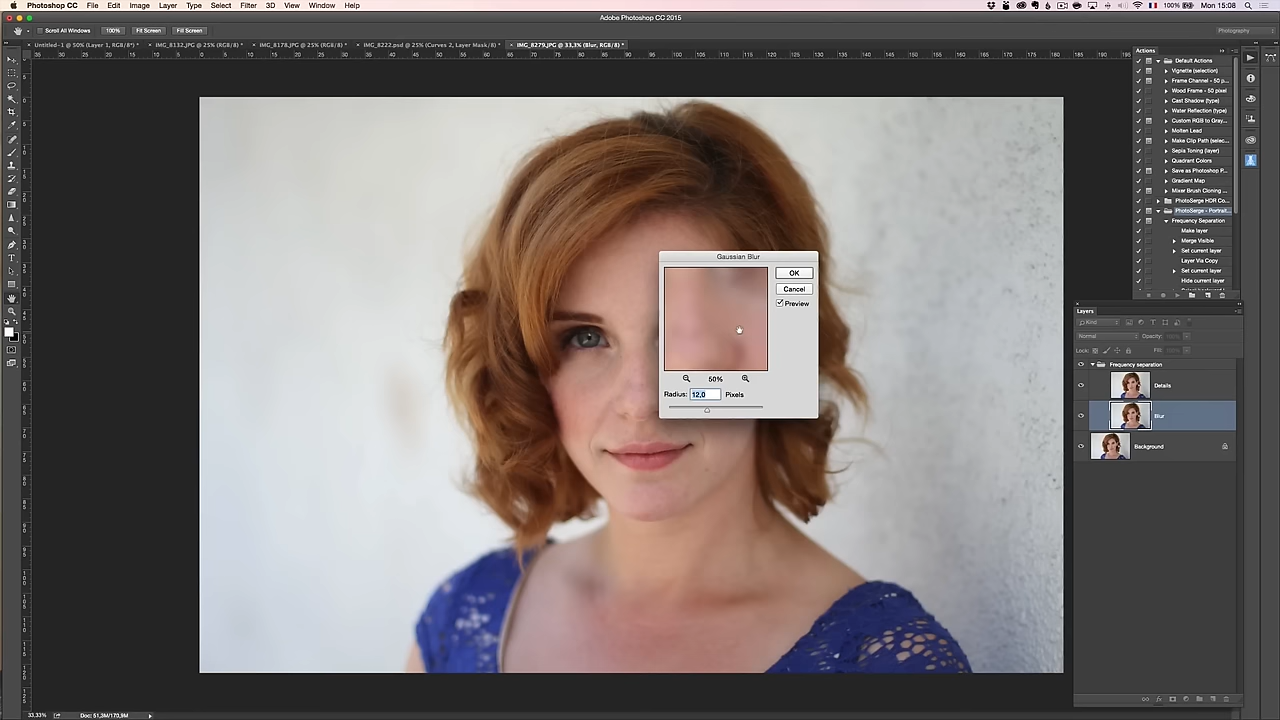 Photoshop CC File Edit Image Layer Type Select Filter 3D View Window Help 100% Mon 15:08
Adobe Photoshop CC 2015
Scroll All Windows 100% Fit Screen Fill Screen Photography
Untitled-1 @ 50% (Layer 1, RGB/8*) * IMG_8132.JPG @ 25% (RGB/8) IMG_8178.JPG @ 25% (RGB/8) * IMG_8222.psd @ 25% (Curves 2, Layer Mask/8) * IMG_8279.JPG @ 33,3% (Blur, RGB/8) *
Actions
Default Actions
Vignette (selection)
Frame Channel - 50 p...
Wood Frame - 50 pixel
Cast Shadow (type)
Water Reflection (type)
Custom RGB to Gray...
Molten Lead
Make Clip Path (selec...
Sepia Toning (layer)
Quadrant Colors
Save as Photoshop P...
Gradient Map
Mixer Brush Cloning ...
PhotoSerge HDR Co...
PhotoSerge - Portrait...
Frequency Separation
Make layer
Merge Visible
Set current layer
Layer Via Copy
Set current layer
Hide current layer
Gaussian Blur
OK
Cancel
Preview
50%
Radius: 12,0 Pixels
Layers
Kind
Normal Opacity:
Lock: Fill:
Frequency separation
Details
Blur
Background
33,33% Doc: 51,3M/170,9M